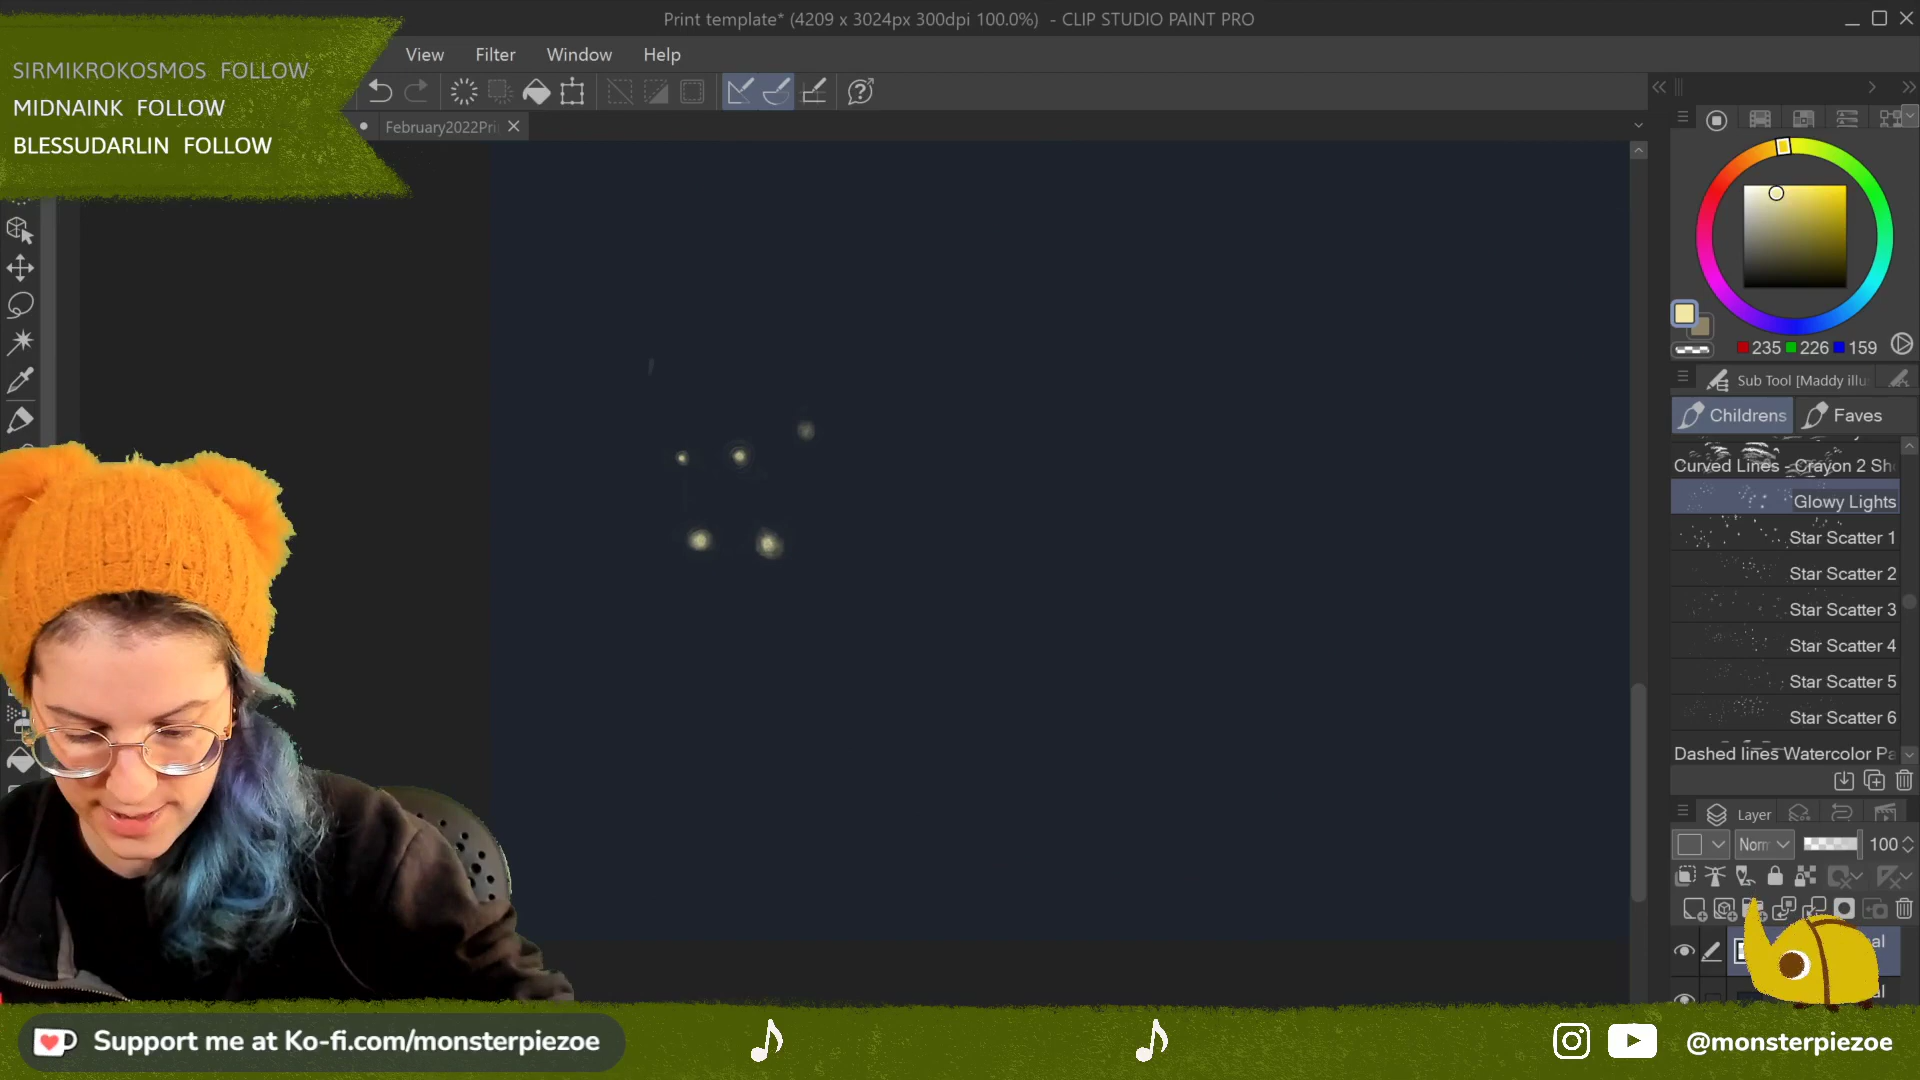 Print template* (4209 x 3024px 300dpi 100.0%) - CLIP STUDIO PAINT PRO
View Filter Window Help
SIRMIKROKOSMOS FOLLOW
MIDNAINK FOLLOW
BLESSUDARLIN FOLLOW
February2022Pri
235 226 159
Sub Tool [Maddy illu
Childrens Faves
Curved Lines - Crayon 2 Sh
Glowy Lights
Star Scatter 1
Star Scatter 2
Star Scatter 3
Star Scatter 4
Star Scatter 5
Star Scatter 6
Dashed lines Watercolor Pa
Layer
Norm 100
al
al
Support me at Ko-fi.com/monsterpiezoe
@monsterpiezoe